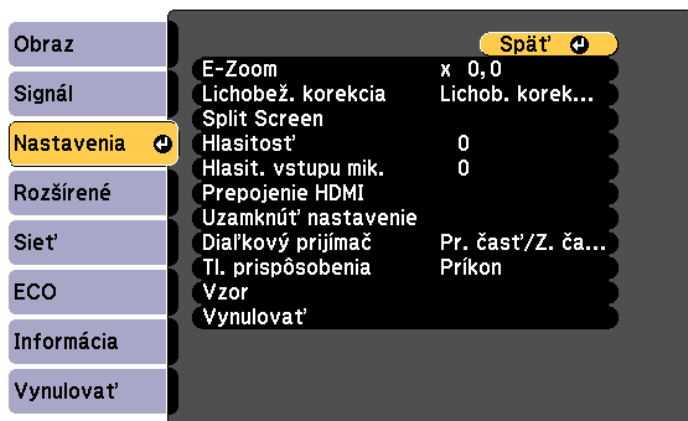 Obraz
Signál
Nastavenia
Rozšírené
Sieť
ECO
Informácia
Vynulovať
Späť
E-Zoom x 0,0
Lichobež. korekcia Lichob. korek...
Split Screen
Hlasitosť 0
Hlasit. vstupu mik. 0
Prepojenie HDMI
Uzamknúť nastavenie
Diaľkový prijímač Pr. časť/Z. ča...
Tl. prispôsobenia Príkon
Vzor
Vynulovať